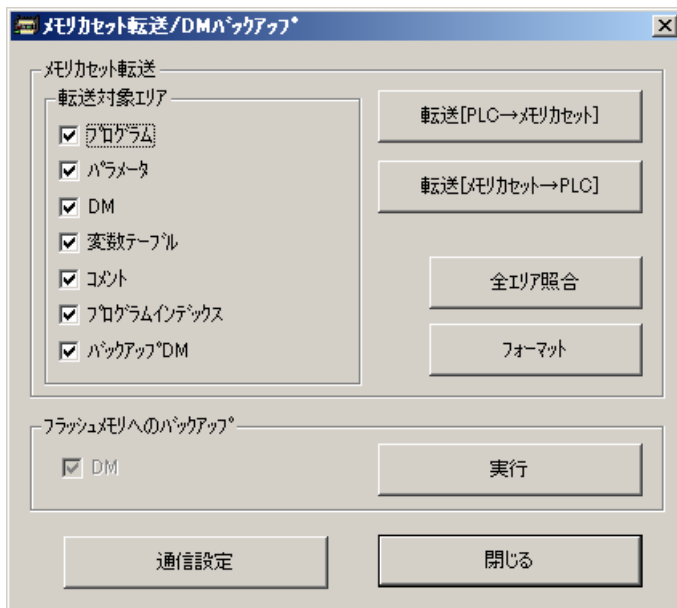 メモリカセット転送/DMバックアップ
メモリカセット転送
転送対象エリア
プログラム
パラメータ
DM
変数テーブル
コメント
プログラムインデックス
バックアップDM
転送[PLC→メモリカセット]
転送[メモリカセット→PLC]
全エリア照合
フォーマット
フラッシュメモリへのバックアップ
DM
実行
通信設定
閉じる